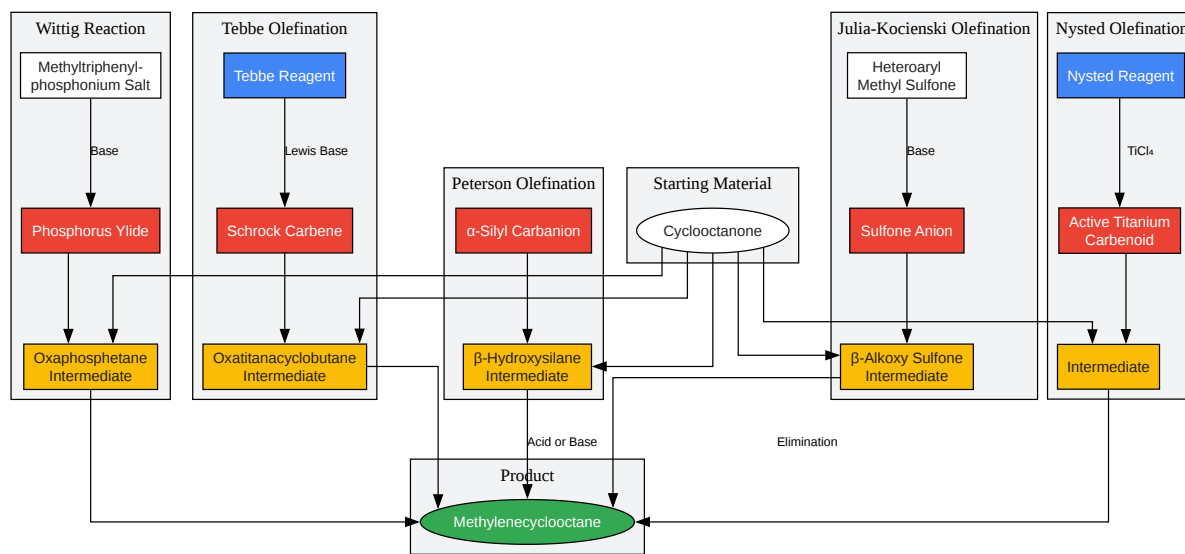 Wittig Reaction
Tebbe Olefination
Julia-Kocienski Olefination
Nysted Olefination
Methyltriphenyl-
phosphonium Salt
Tebbe Reagent
Heteroaryl
Methyl Sulfone
Nysted Reagent
Base
Lewis Base
Base
TiCl₄
Peterson Olefination
Starting Material
Phosphorus Ylide
Schrock Carbene
α-Silyl Carbanion
Cyclooctanone
Sulfone Anion
Active Titanium
Carbenoid
Oxaphosphetane
Intermediate
Oxatitanacyclobutane
Intermediate
β-Hydroxysilane
Intermediate
β-Alkoxy Sulfone
Intermediate
Intermediate
Acid or Base
Elimination
Product
Methylenecyclooctane